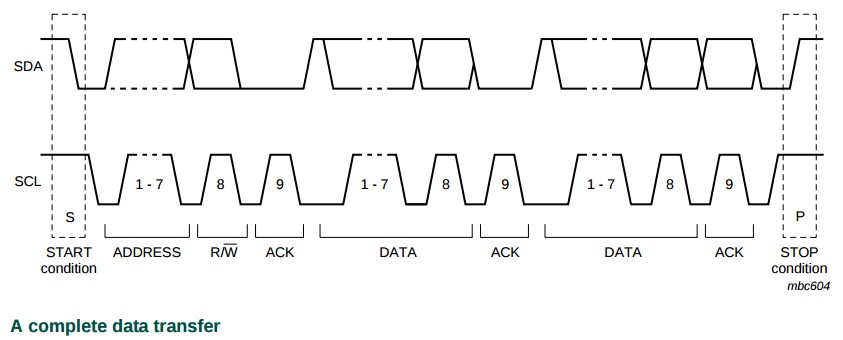 SDA
SCL
1 - 7
8
9
1 - 7
8
9
1 - 7
8
9
S
P
START
condition
ADDRESS
R/W̅
ACK
DATA
ACK
DATA
ACK
STOP
condition
mbc604
A complete data transfer